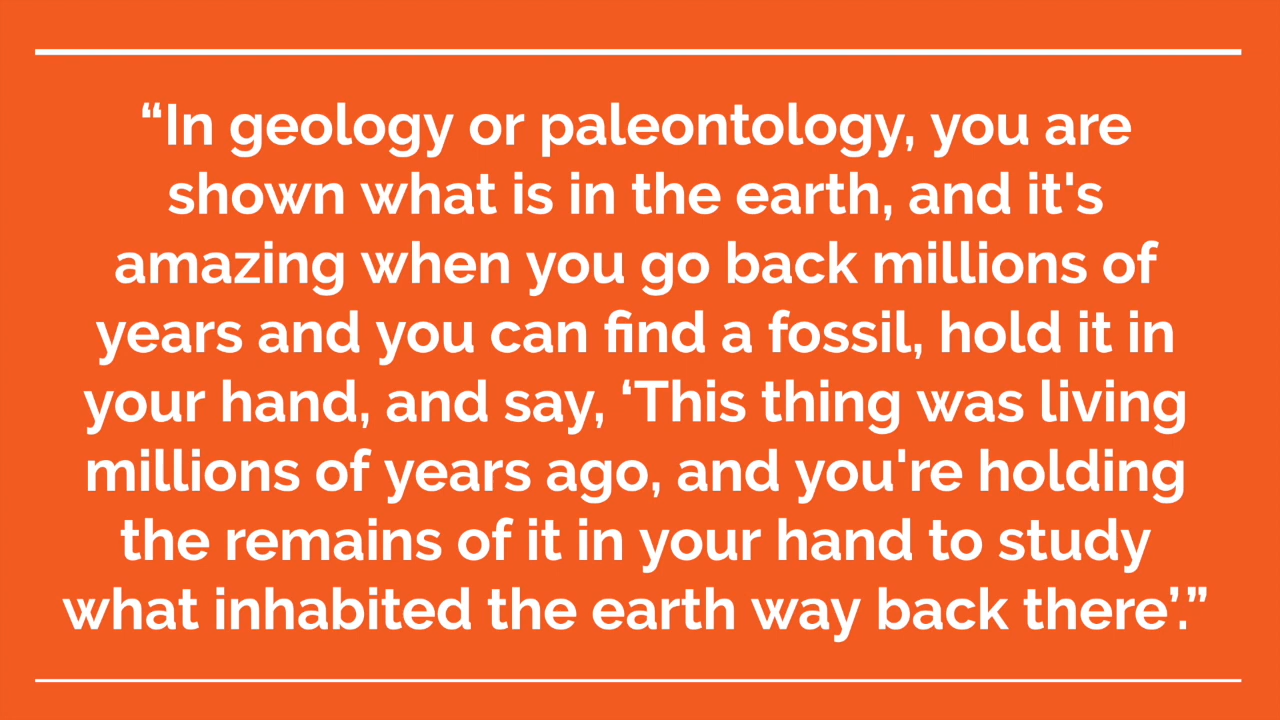 “In geology or paleontology, you are
shown what is in the earth, and it's
amazing when you go back millions of
years and you can find a fossil, hold it in
your hand, and say, ‘This thing was living
millions of years ago, and you're holding
the remains of it in your hand to study
what inhabited the earth way back there’.”